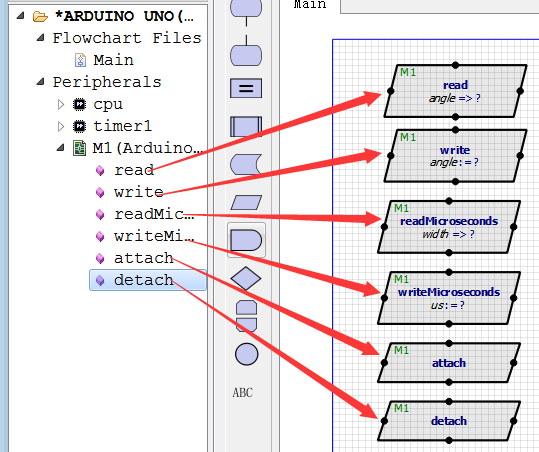 *ARDUINO UNO(…
Flowchart Files
Main
Peripherals
cpu
timer1
M1(Arduino...
read
write
readMic...
writeMi...
attach
detach
ABC
Main
M1
read
angle => ?
M1
write
angle:=?
M1
readMicroseconds
width => ?
M1
writeMicroseconds
us:=?
M1
attach
M1
detach